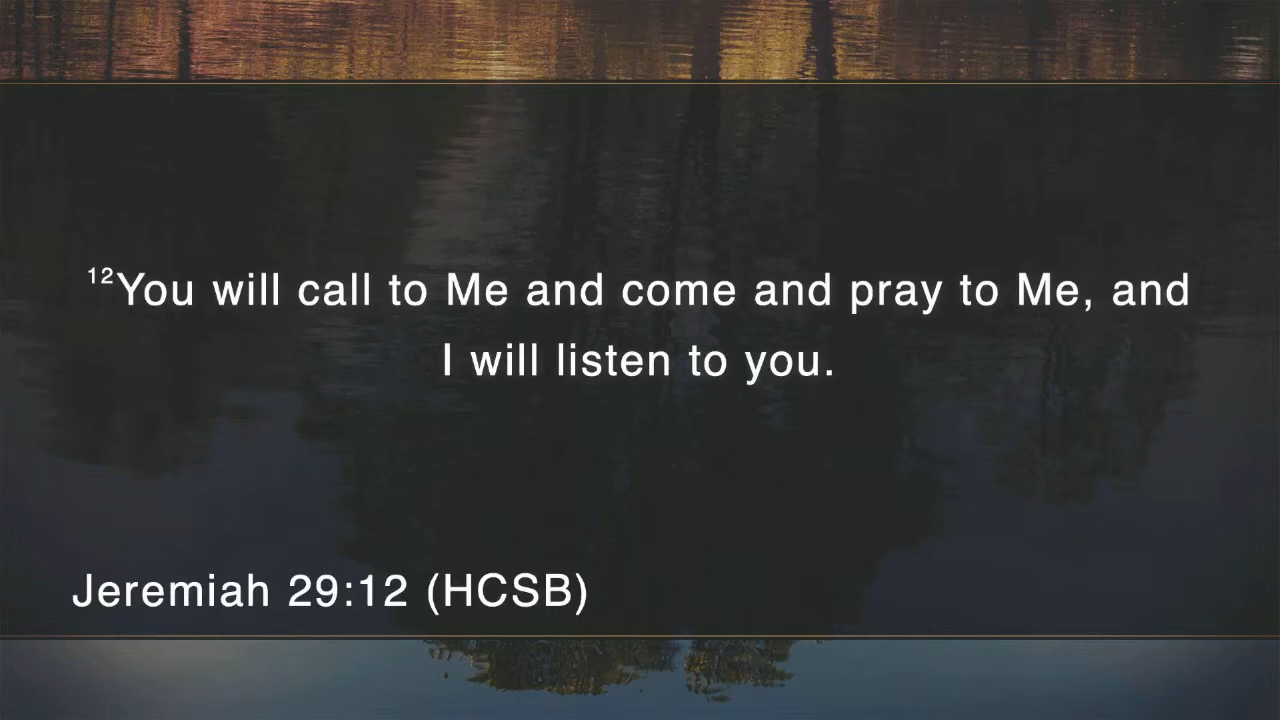 ¹²You will call to Me and come and pray to Me, and
I will listen to you.
Jeremiah 29:12 (HCSB)